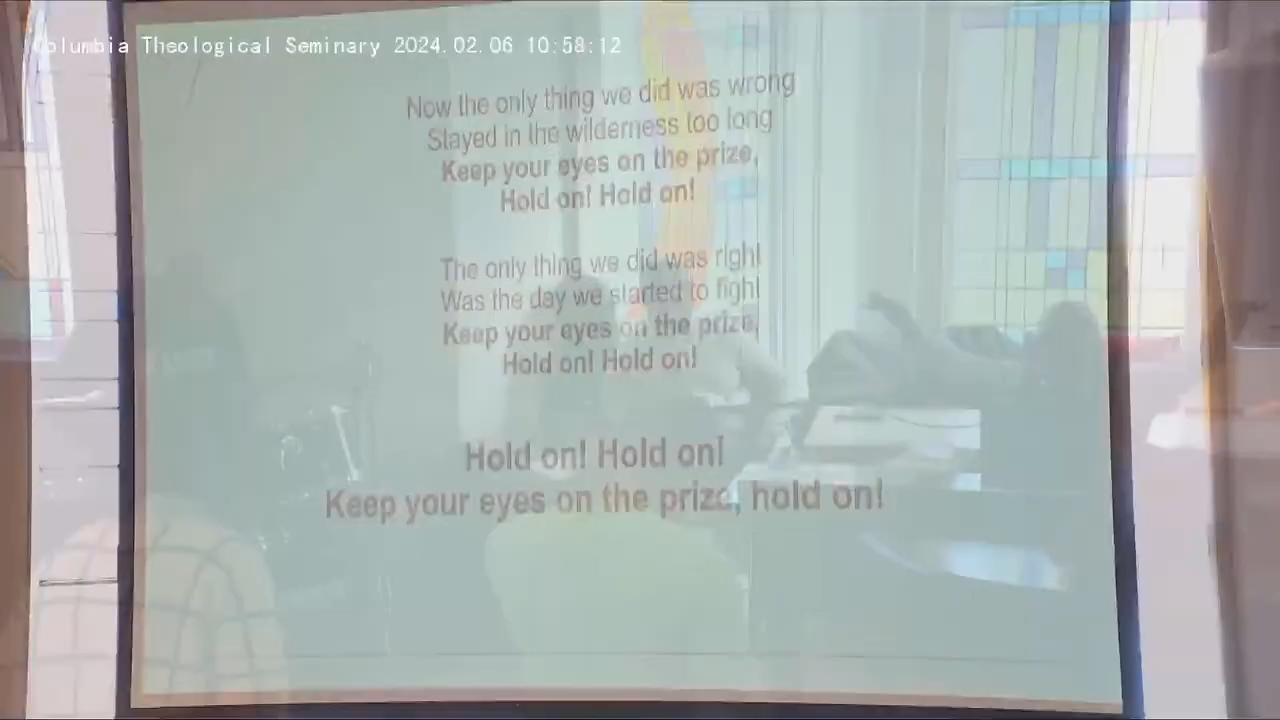 Columbia Theological Seminary 2024.02.06 10:58:12
Now the only thing we did was wrong
Stayed in the wilderness too long
Keep your eyes on the prize,
Hold on! Hold on!
The only thing we did was right
Was the day we started to fight
Keep your eyes on the prize,
Hold on! Hold on!
Hold on! Hold on!
Keep your eyes on the prize, hold on!